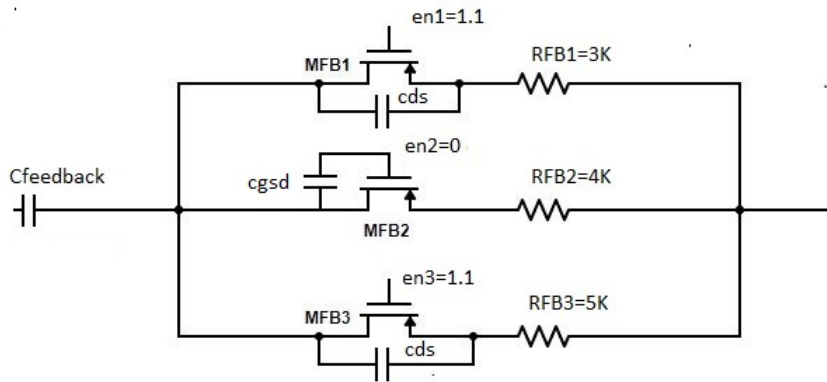 en1=1.1
MFB1
RFB1=3K
cds
en2=0
Cfeedback
cgsd
RFB2=4K
MFB2
en3=1.1
RFB3=5K
MFB3
cds